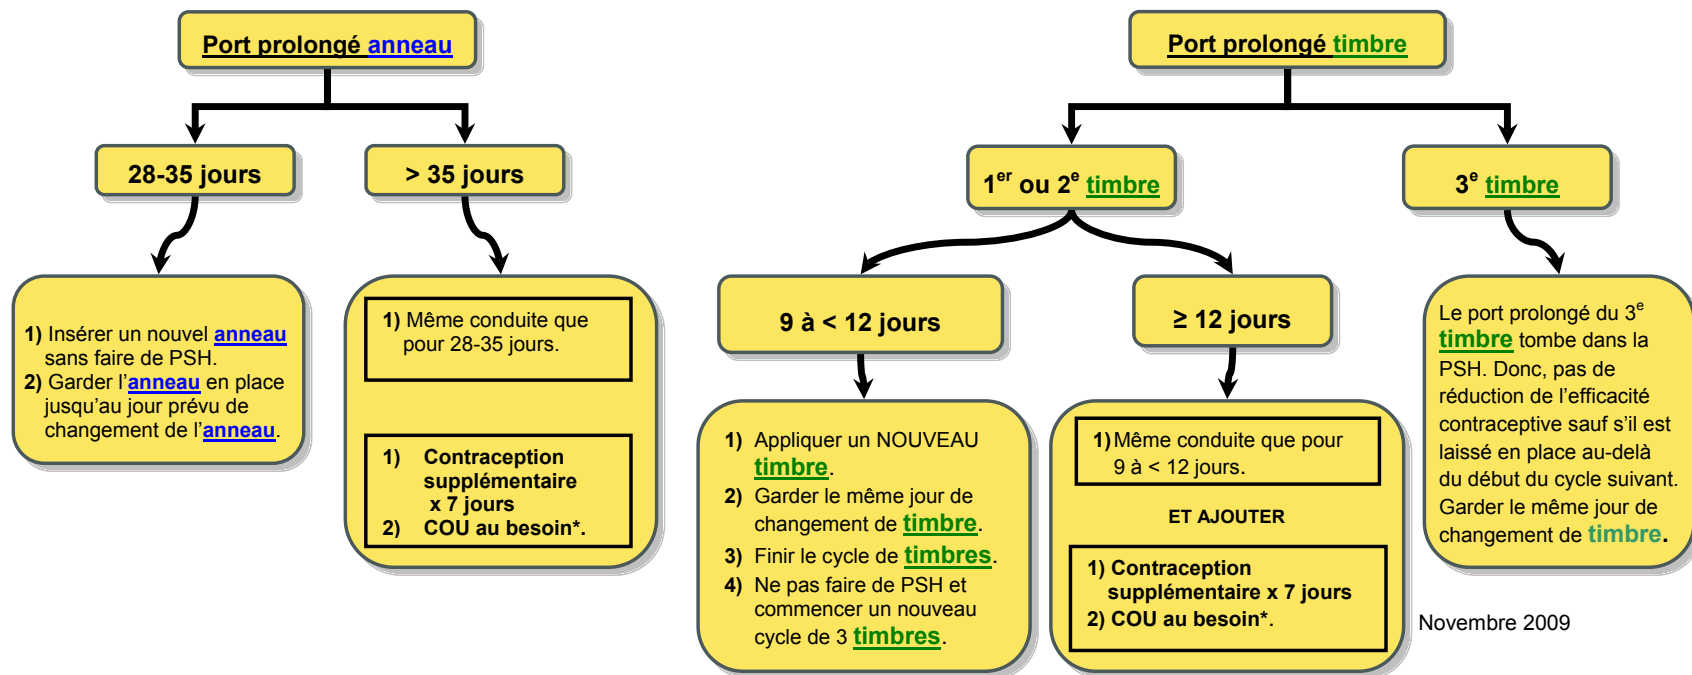 Port prolongé anneau
28-35 jours
> 35 jours
1) Insérer un nouvel anneau
sans faire de PSH.
2) Garder l’anneau en place
jusqu’au jour prévu de
changement de l’anneau.
1) Même conduite que
pour 28-35 jours.
1) Contraception
supplémentaire
x 7 jours
2) COU au besoin*.
Port prolongé timbre
1er ou 2e timbre
3e timbre
9 à < 12 jours
≥ 12 jours
1) Appliquer un NOUVEAU
timbre.
2) Garder le même jour de
changement de timbre.
3) Finir le cycle de timbres.
4) Ne pas faire de PSH et
commencer un nouveau
cycle de 3 timbres.
1) Même conduite que pour
9 à < 12 jours.
ET AJOUTER
1) Contraception
supplémentaire x 7 jours
2) COU au besoin*.
Le port prolongé du 3e
timbre tombe dans la
PSH. Donc, pas de
réduction de l’efficacité
contraceptive sauf s’il est
laissé en place au-delà
du début du cycle suivant.
Garder le même jour de
changement de timbre.
Novembre 2009